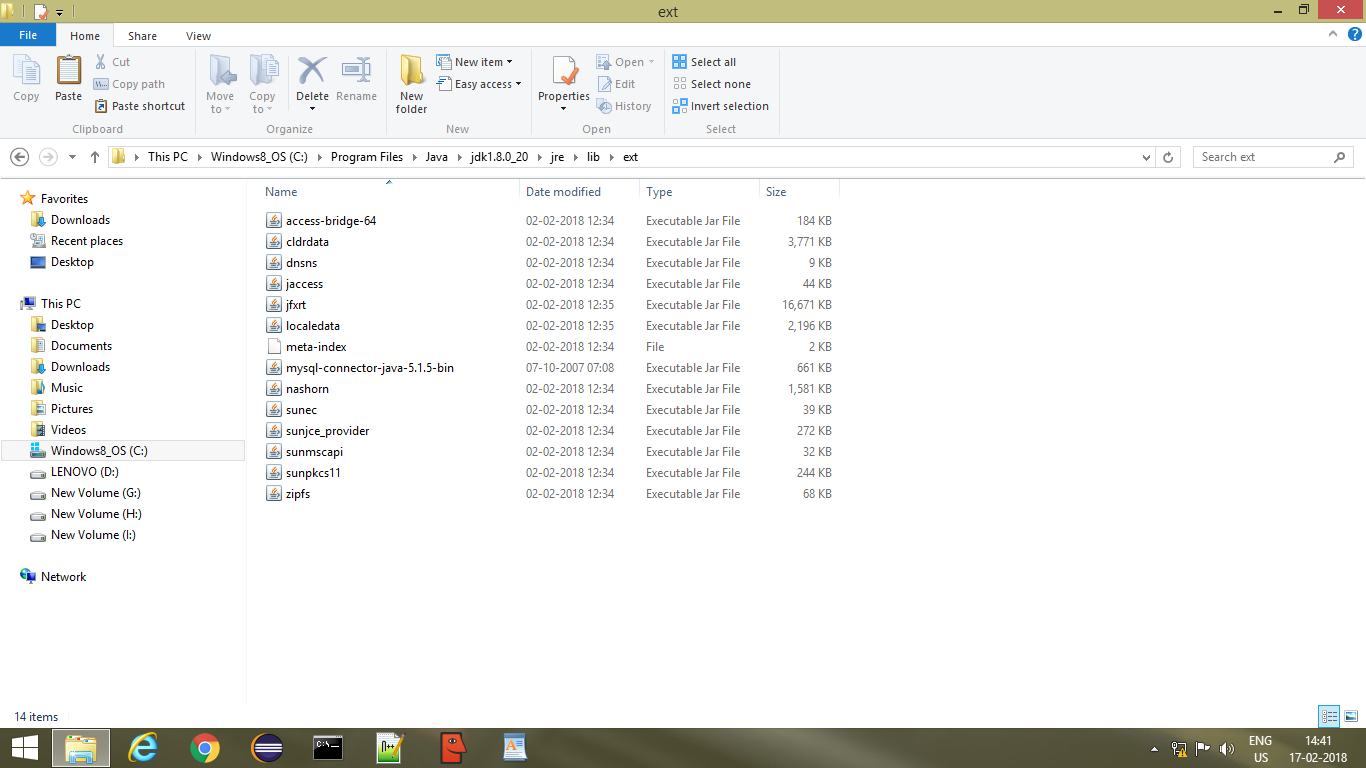 ext
File Home Share View
Copy
Paste
Cut
Copy path
Paste shortcut
Clipboard
Move to
Copy to
Delete
Rename
Organize
New folder
New item
Easy access
New
Properties
Open
Edit
History
Open
Select all
Select none
Invert selection
Select
This PC Windows8_OS (C:) Program Files Java jdk1.8.0_20 jre lib ext
Search ext
Favorites
Downloads
Recent places
Desktop
This PC
Desktop
Documents
Downloads
Music
Pictures
Videos
Windows8_OS (C:)
LENOVO (D:)
New Volume (G:)
New Volume (H:)
New Volume (I:)
Network
Name Date modified Type Size
access-bridge-64 02-02-2018 12:34 Executable Jar File 184 KB
cldrdata 02-02-2018 12:34 Executable Jar File 3,771 KB
dnsns 02-02-2018 12:34 Executable Jar File 9 KB
jaccess 02-02-2018 12:34 Executable Jar File 44 KB
jfxrt 02-02-2018 12:35 Executable Jar File 16,671 KB
localedata 02-02-2018 12:35 Executable Jar File 2,196 KB
meta-index 02-02-2018 12:34 File 2 KB
mysql-connector-java-5.1.5-bin 07-10-2007 07:08 Executable Jar File 661 KB
nashorn 02-02-2018 12:34 Executable Jar File 1,581 KB
sunec 02-02-2018 12:34 Executable Jar File 39 KB
sunjce_provider 02-02-2018 12:34 Executable Jar File 272 KB
sunmscapi 02-02-2018 12:34 Executable Jar File 32 KB
sunpkcs11 02-02-2018 12:34 Executable Jar File 244 KB
zipfs 02-02-2018 12:34 Executable Jar File 68 KB
14 items
ENG
US
14:41
17-02-2018